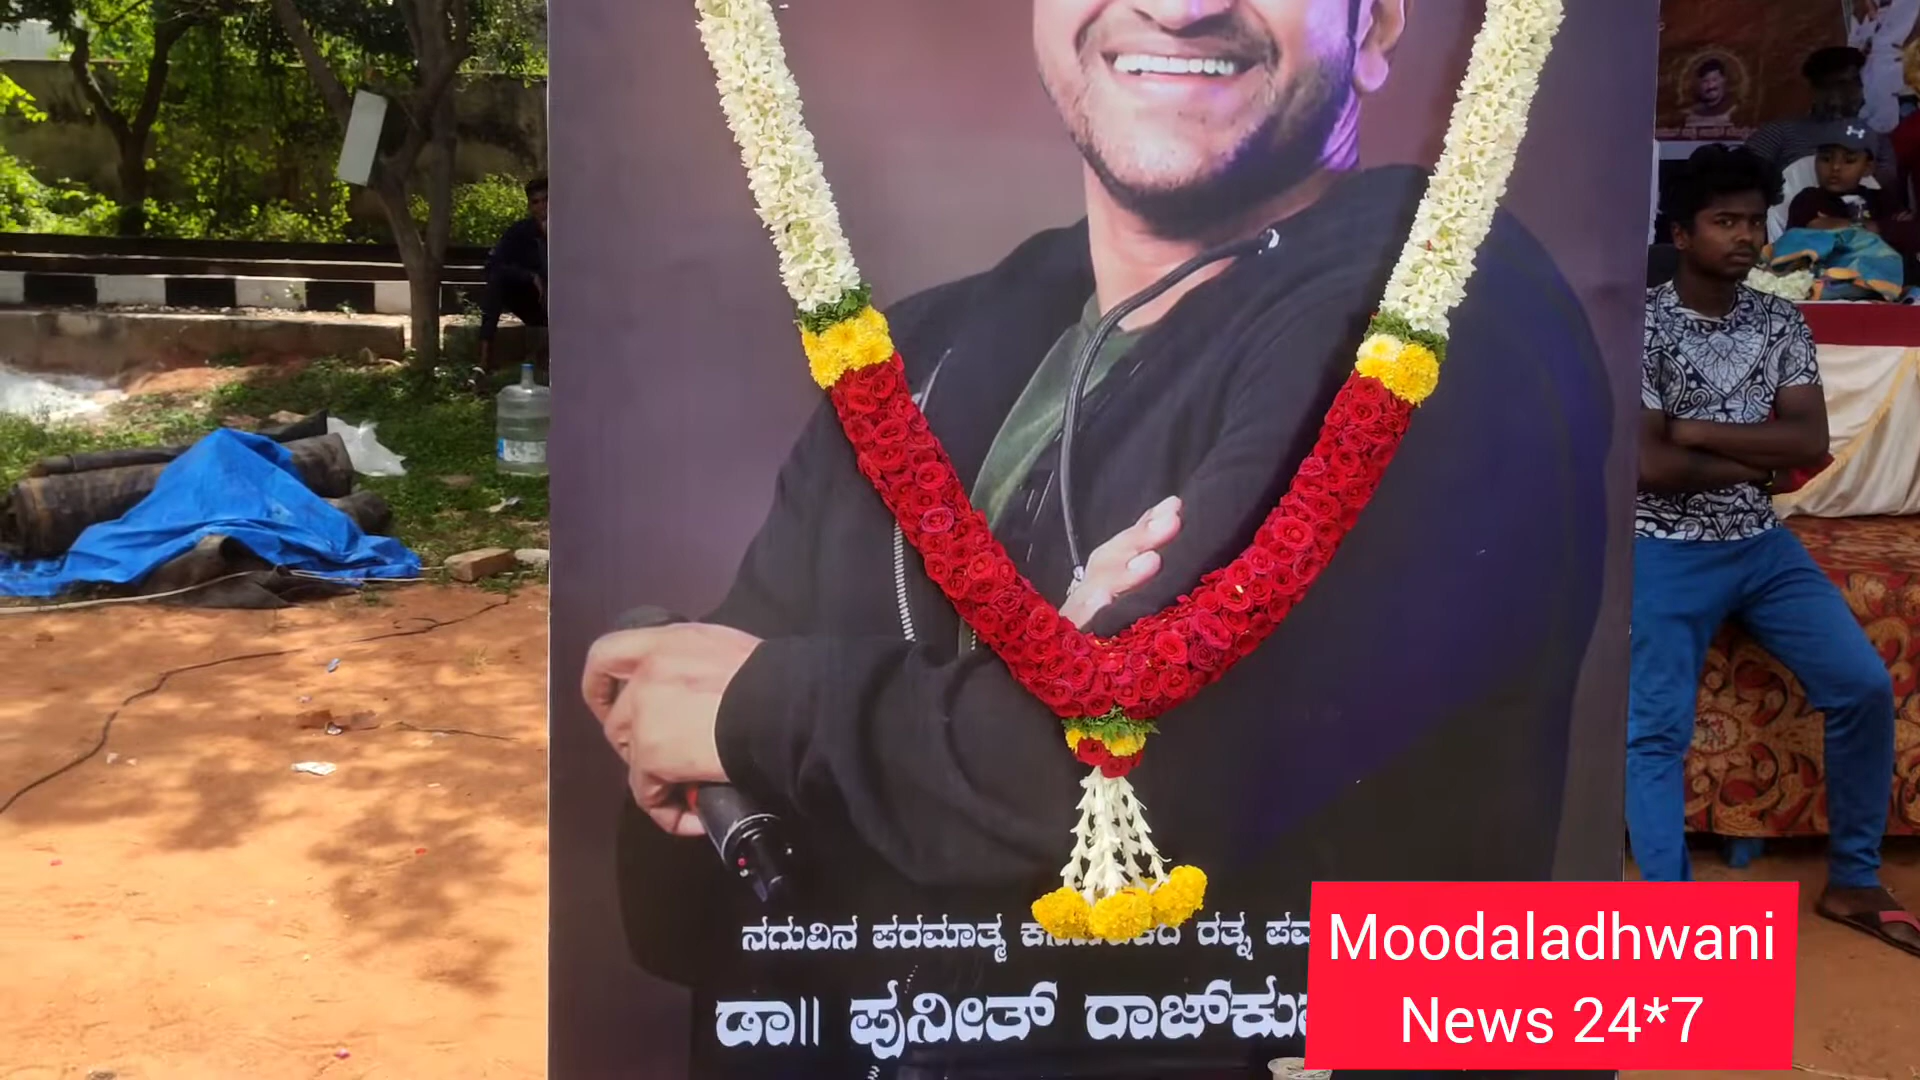 ನಗುವಿನ ಪರಮಾತ್ಮ ರತ್ನ
ಡಾ|| ಪುನೀತ್ ರಾಜ್‌ಕು
Moodaladhwani
News 24*7